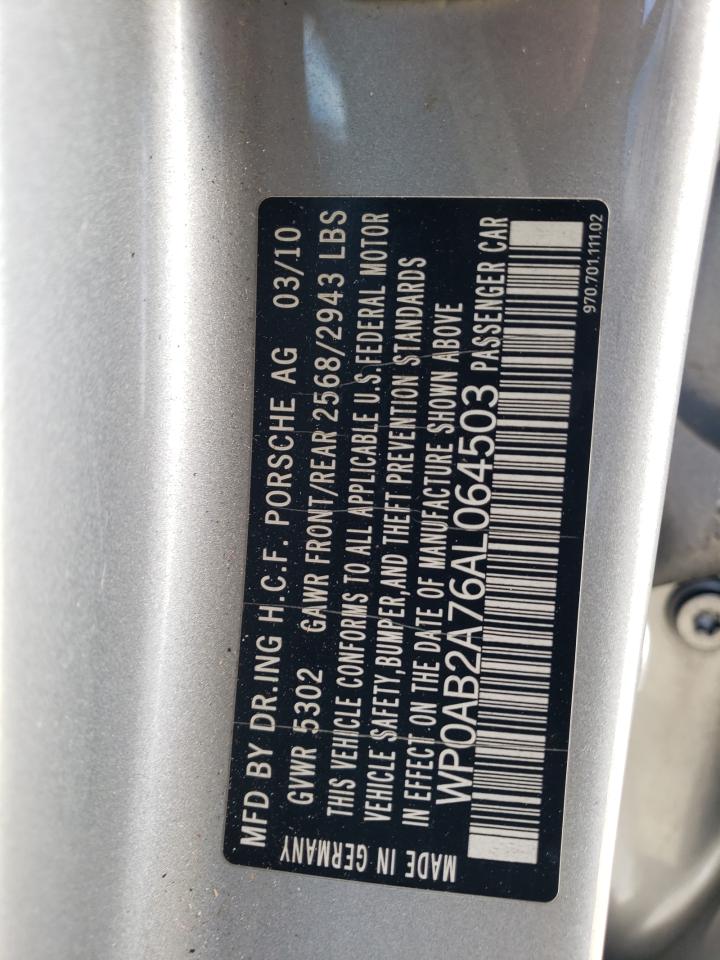 MFD BY DR.ING H.C.F. PORSCHE AG 03/10
GVWR 5302 GAWR FRONT/REAR 2568/2943 LBS
THIS VEHICLE CONFORMS TO ALL APPLICABLE U.S.FEDERAL MOTOR
VEHICLE SAFETY,BUMPER,AND THEFT PREVENTION STANDARDS
IN EFFECT ON THE DATE OF MANUFACTURE SHOWN ABOVE
WP0AB2A76AL064503 PASSENGER CAR
MADE IN GERMANY
970.701.111.02